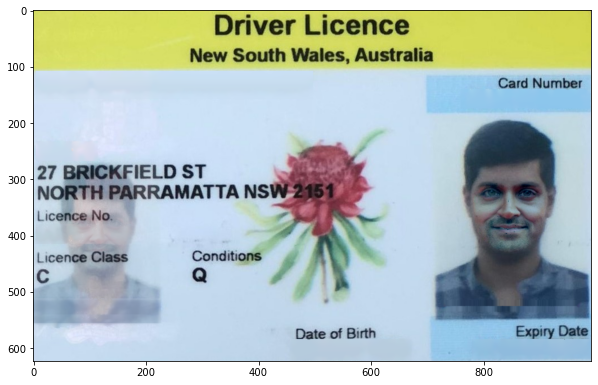 Driver Licence
New South Wales, Australia
Card Number
27 BRICKFIELD ST
NORTH PARRAMATTA NSW 2151
Licence No.
Licence Class
C
Conditions
Q
Date of Birth
Expiry Date
0
100
200
300
400
500
600
0
200
400
600
800